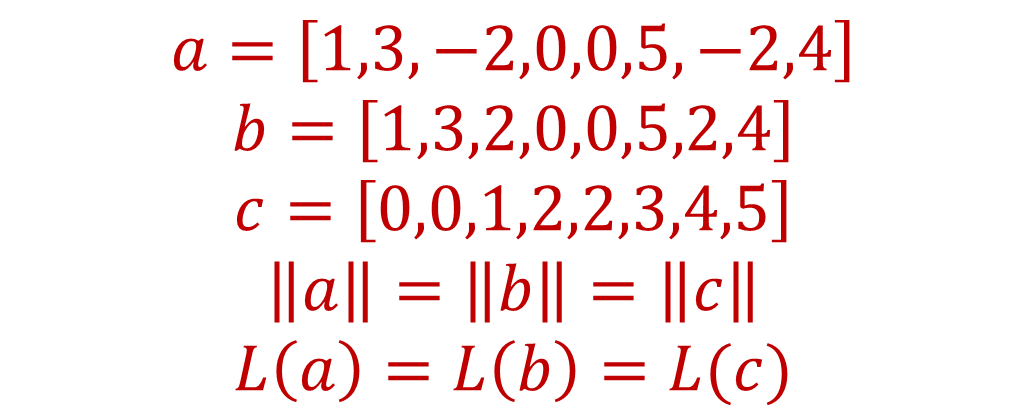 a = [1,3,−2,0,0,5,−2,4]
b = [1,3,2,0,0,5,2,4]
c = [0,0,1,2,2,3,4,5]
‖a‖ = ‖b‖ = ‖c‖
L(a) = L(b) = L(c)